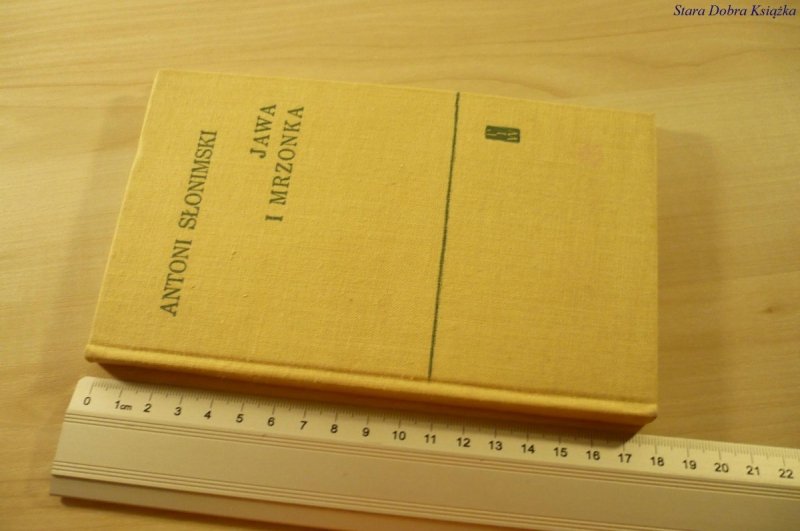 Stara Dobra Książka
ANTONI SŁONIMSKI
JAWA
I MRZONKA
0 1cm 2 3 4 5 6 7 8 9 10 11 12 13 14 15 16 17 18 19 20 21 22